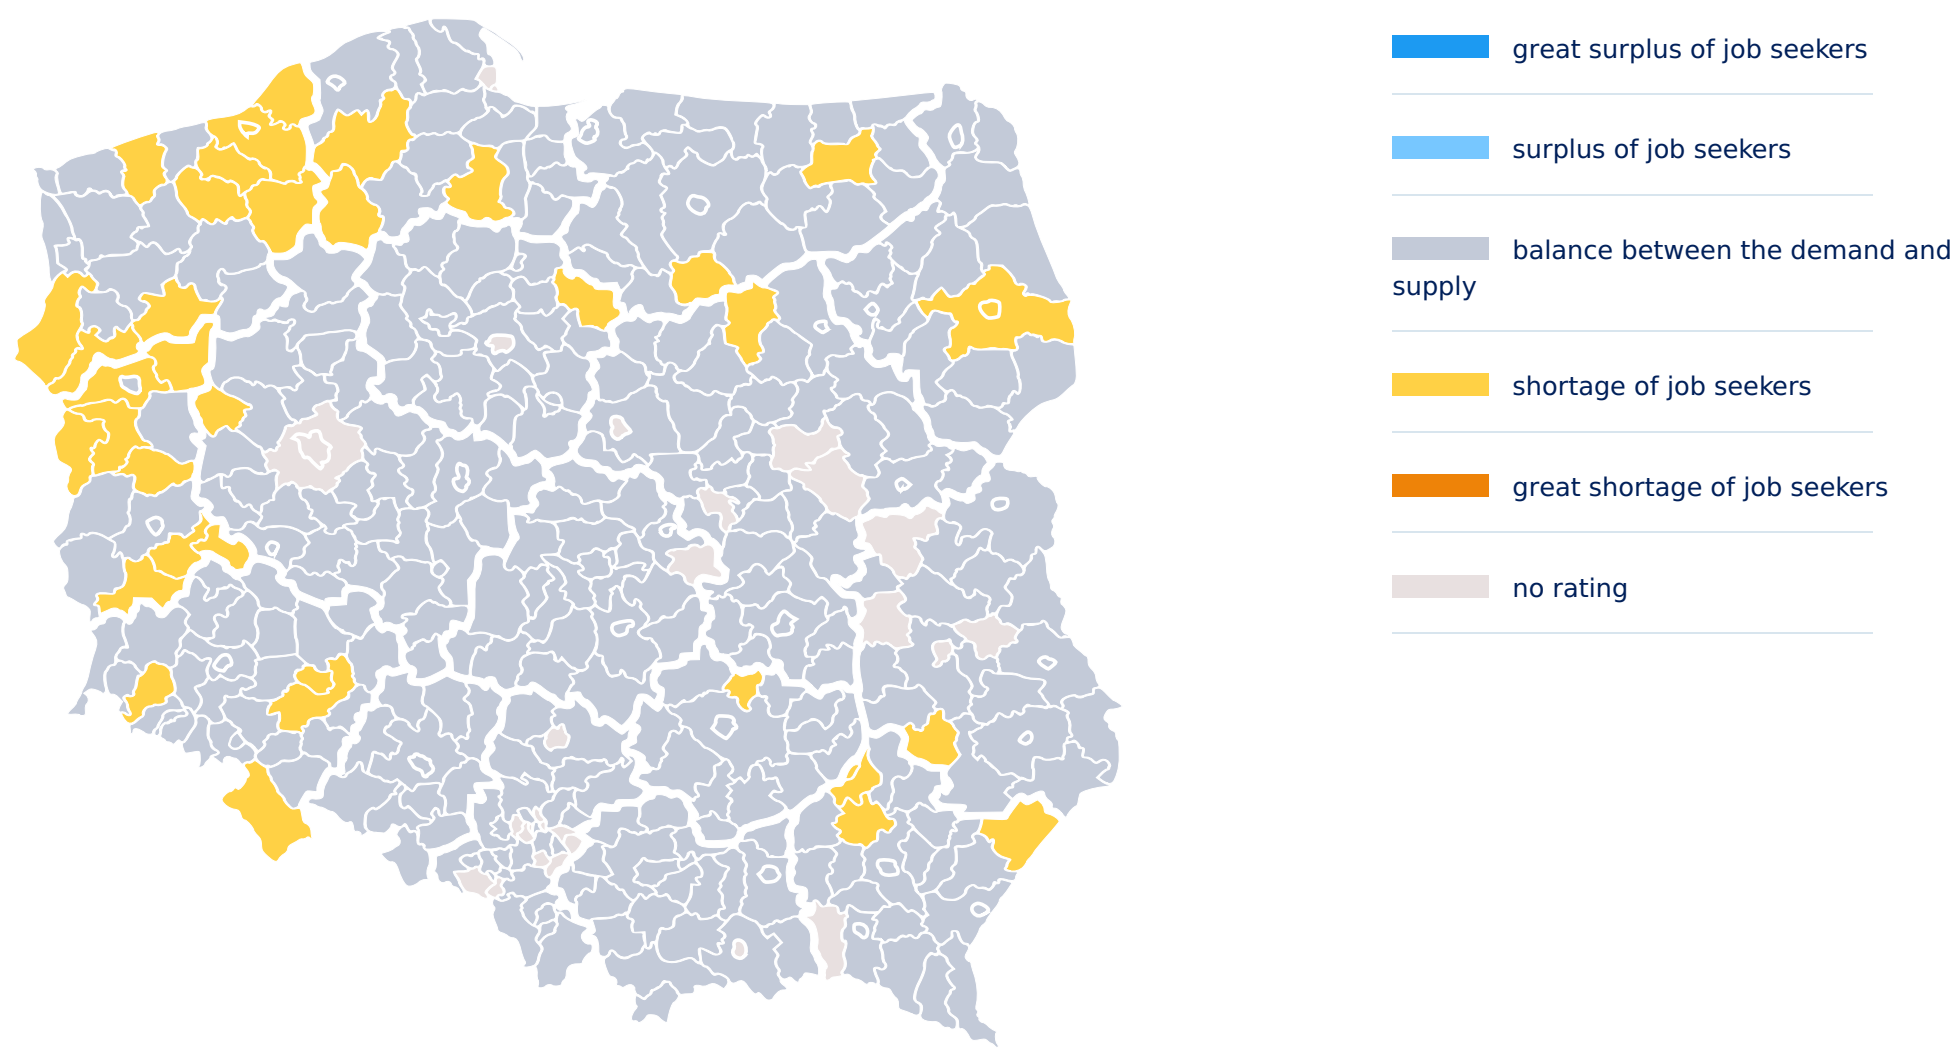 great surplus of job seekers
surplus of job seekers
balance between the demand and
supply
shortage of job seekers
great shortage of job seekers
no rating